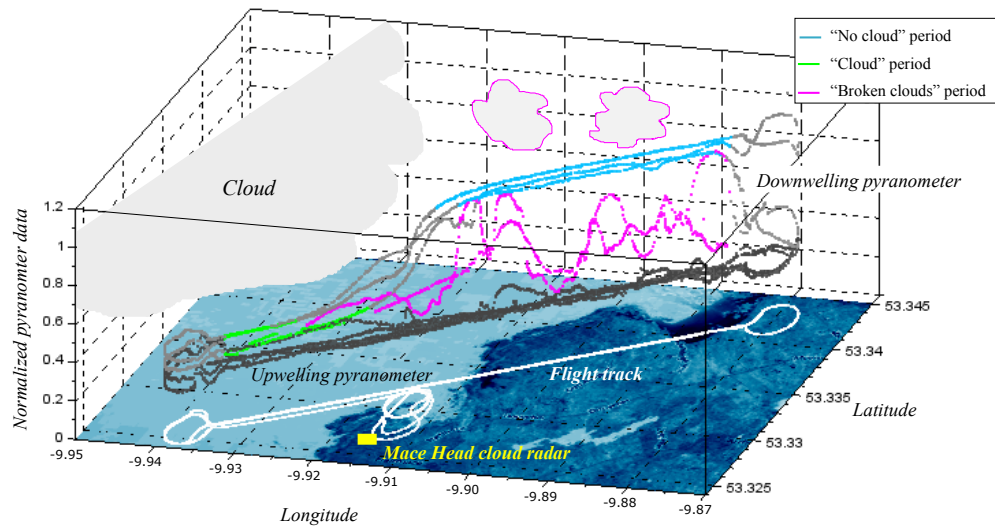 “No cloud” period
“Cloud” period
“Broken clouds” period
Cloud
Downwelling pyranometer
Normalized pyranometer data
1.2
1
0.8
0.6
0.4
0.2
0
Upwelling pyranometer
Flight track
Mace Head cloud radar
-9.95
-9.94
-9.93
-9.92
-9.91
-9.90
-9.89
-9.88
-9.87
Longitude
53.345
53.34
53.335
53.33
53.325
Latitude